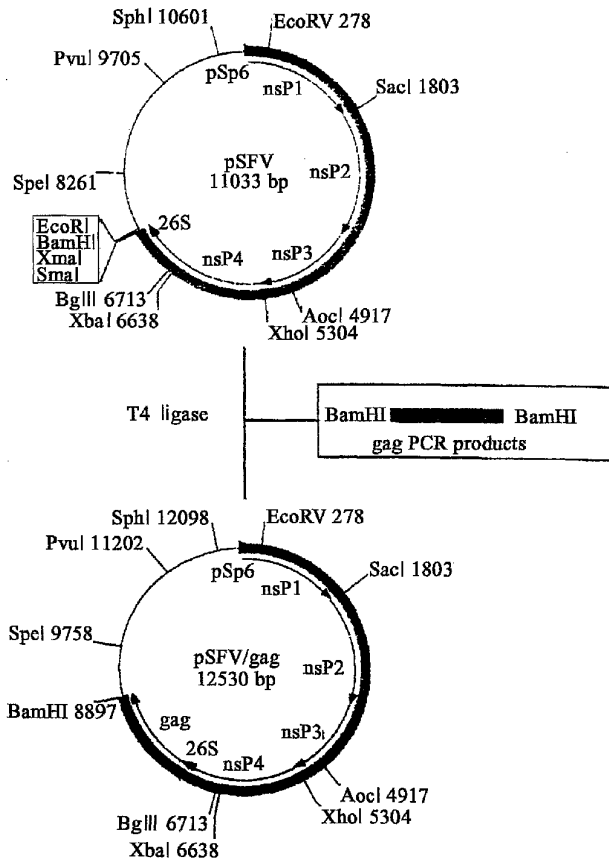 SphI 10601
EcoRV 278
PvuI 9705
pSp6
nsP1
SacI 1803
pSFV
11033 bp
nsP2
SpeI 8261
EcoRI
BamHI
XmaI
SmaI
26S
nsP4
nsP3
BglII 6713
XbaI 6638
AocI 4917
XhoI 5304
T4 ligase
BamHI BamHI
gag PCR products
SphI 12098
EcoRV 278
PvuI 11202
pSp6
nsP1
SacI 1803
SpeI 9758
pSFV/gag
12530 bp
nsP2
BamHI 8897
gag
26S
nsP4
nsP3
AocI 4917
XhoI 5304
BglII 6713
XbaI 6638